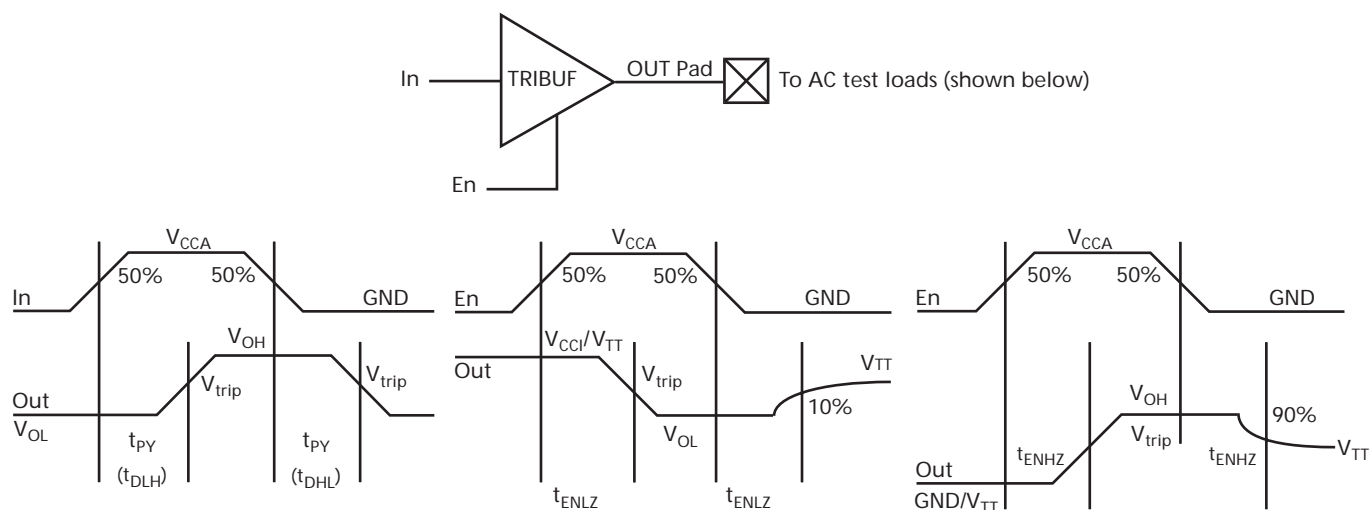 In
TRIBUF
OUT Pad
To AC test loads (shown below)
En
VCCA
50%
50%
In
GND
VOH
Vtrip
Vtrip
Out
VOL
tPY
(tDLH)
tPY
(tDHL)
VCCA
50%
50%
En
GND
VCCI/VTT
Out
Vtrip
VTT
10%
VOL
tENLZ
tENLZ
VCCA
50%
50%
En
GND
VOH
90%
Vtrip
tENHZ
tENHZ
VTT
Out
GND/VTT